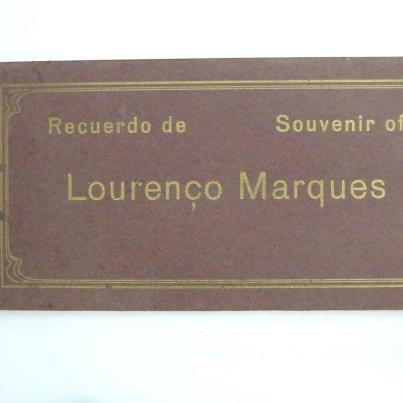 Recuerdo de Souvenir of
Lourenço Marques